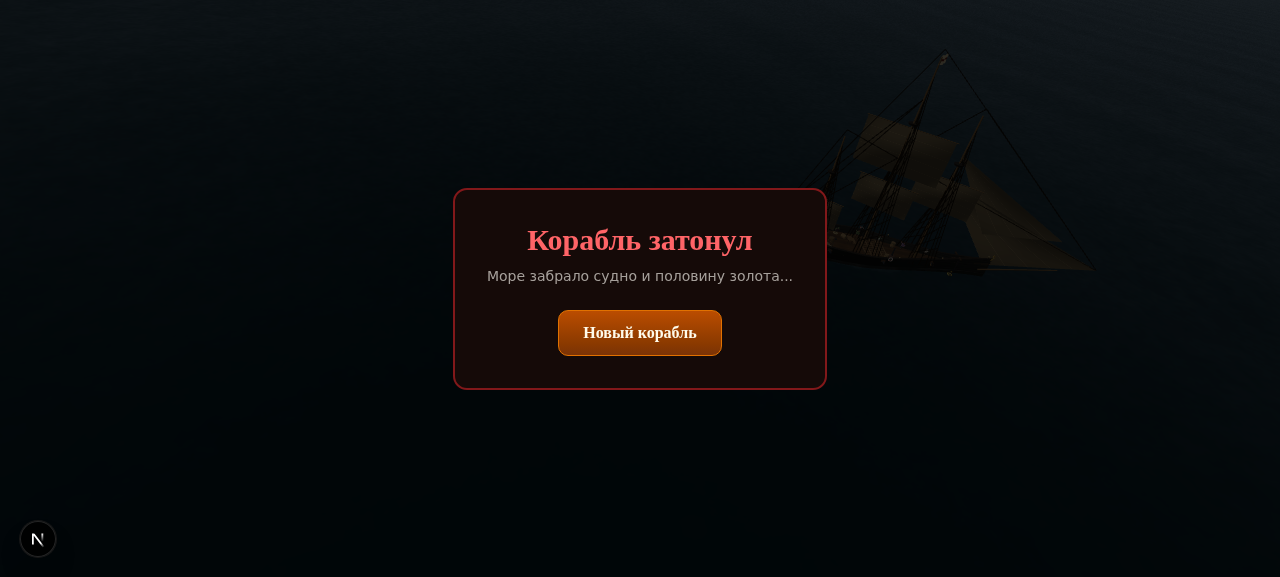 Корабль затонул
Море забрало судно и половину золота...
Новый корабль
N